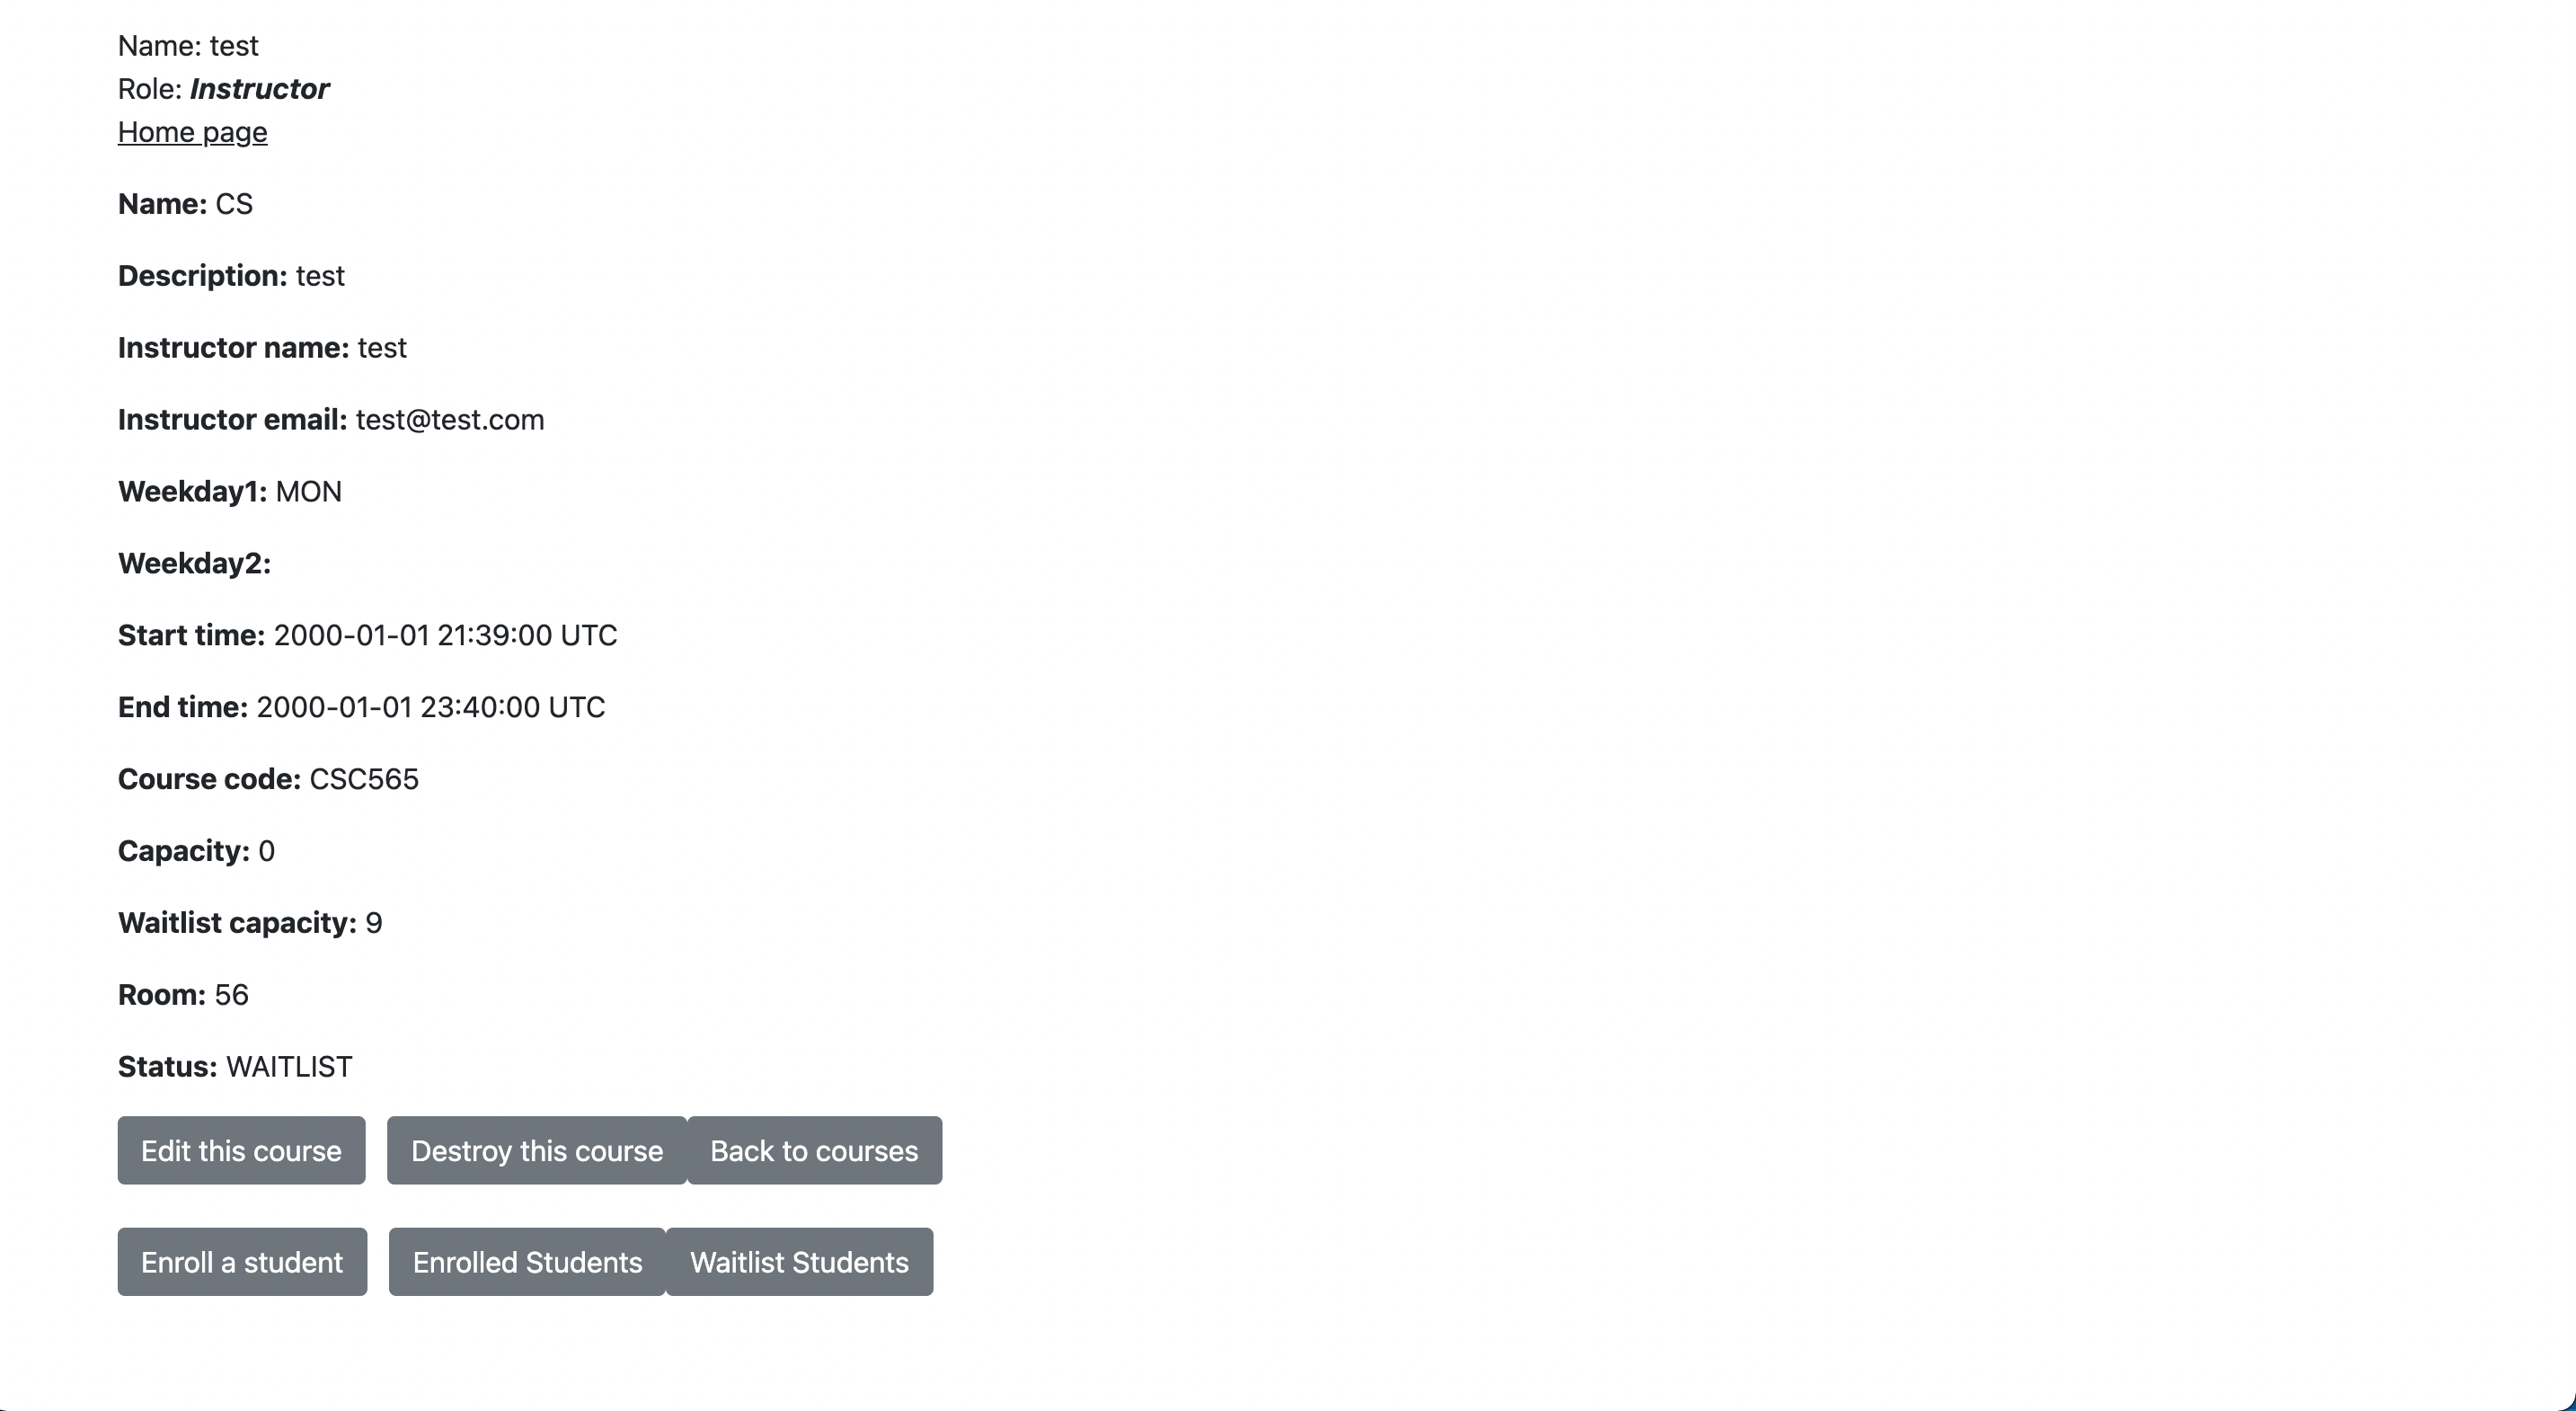 Name: test
Role: Instructor
Home page
Name: CS
Description: test
Instructor name: test
Instructor email: test@test.com
Weekday1: MON
Weekday2:
Start time: 2000-01-01 21:39:00 UTC
End time: 2000-01-01 23:40:00 UTC
Course code: CSC565
Capacity: 0
Waitlist capacity: 9
Room: 56
Status: WAITLIST
Edit this course Destroy this course Back to courses
Enroll a student Enrolled Students Waitlist Students